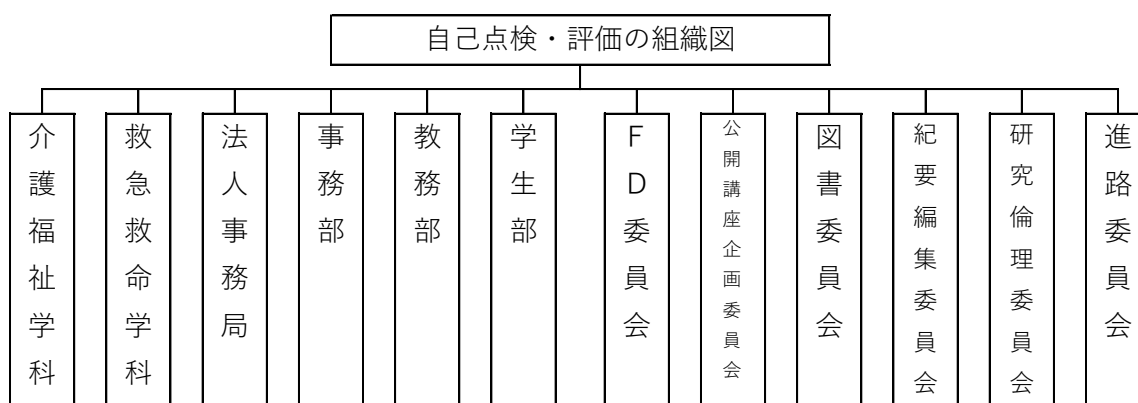 自己点検・評価の組織図
介護福祉学科
救急救命学科
法人事務局
事務部
教務部
学生部
FD委員会
公開講座企画委員会
図書委員会
紀要編集委員会
研究倫理委員会
進路委員会